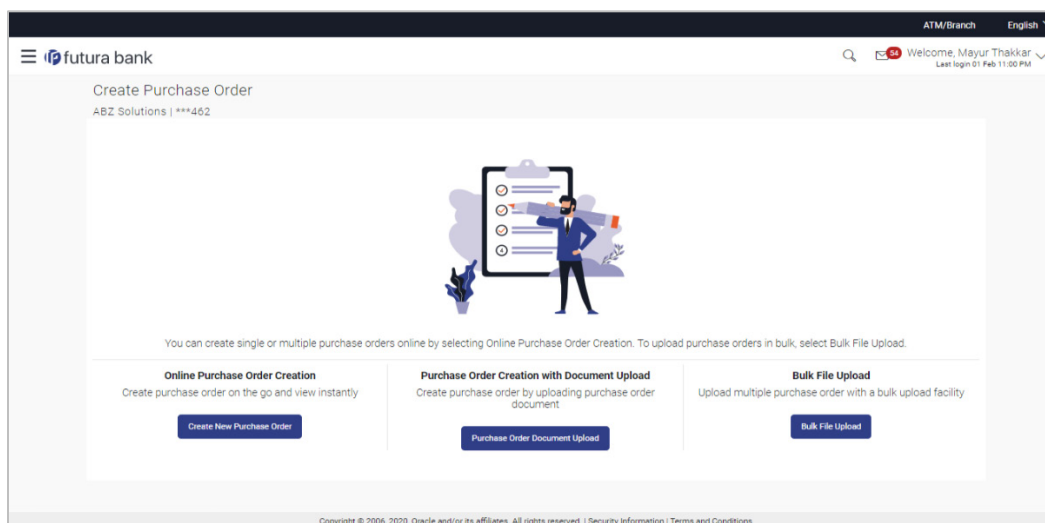 ATM/Branch English
futura bank
54 Welcome, Mayur Thakkar
Last login 01 Feb 11:00 PM
Create Purchase Order
ABZ Solutions | ***462
4
You can create single or multiple purchase orders online by selecting Online Purchase Order Creation. To upload purchase orders in bulk, select Bulk File Upload.
Online Purchase Order Creation
Create purchase order on the go and view instantly
Create New Purchase Order
Purchase Order Creation with Document Upload
Create purchase order by uploading purchase order
document
Purchase Order Document Upload
Bulk File Upload
Upload multiple purchase order with a bulk upload facility
Bulk File Upload
Copyright © 2006, 2020, Oracle and/or its affiliates. All rights reserved. | Security Information | Terms and Conditions